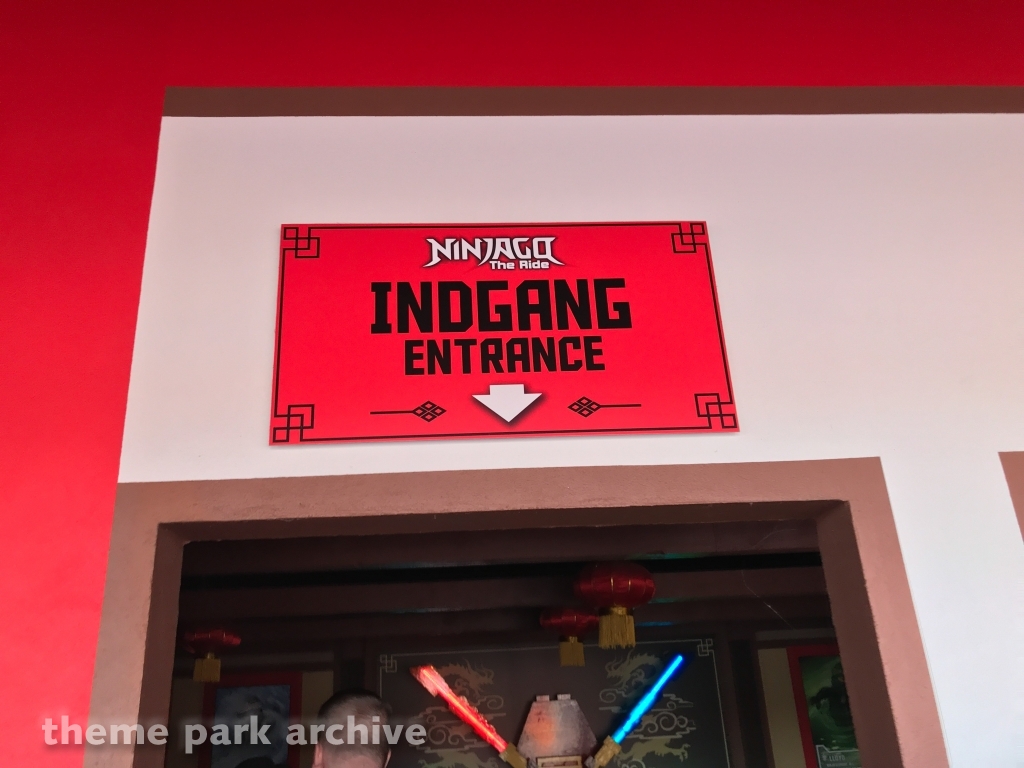 NINJAGO
The Ride
INDGANG
ENTRANCE
theme park archive